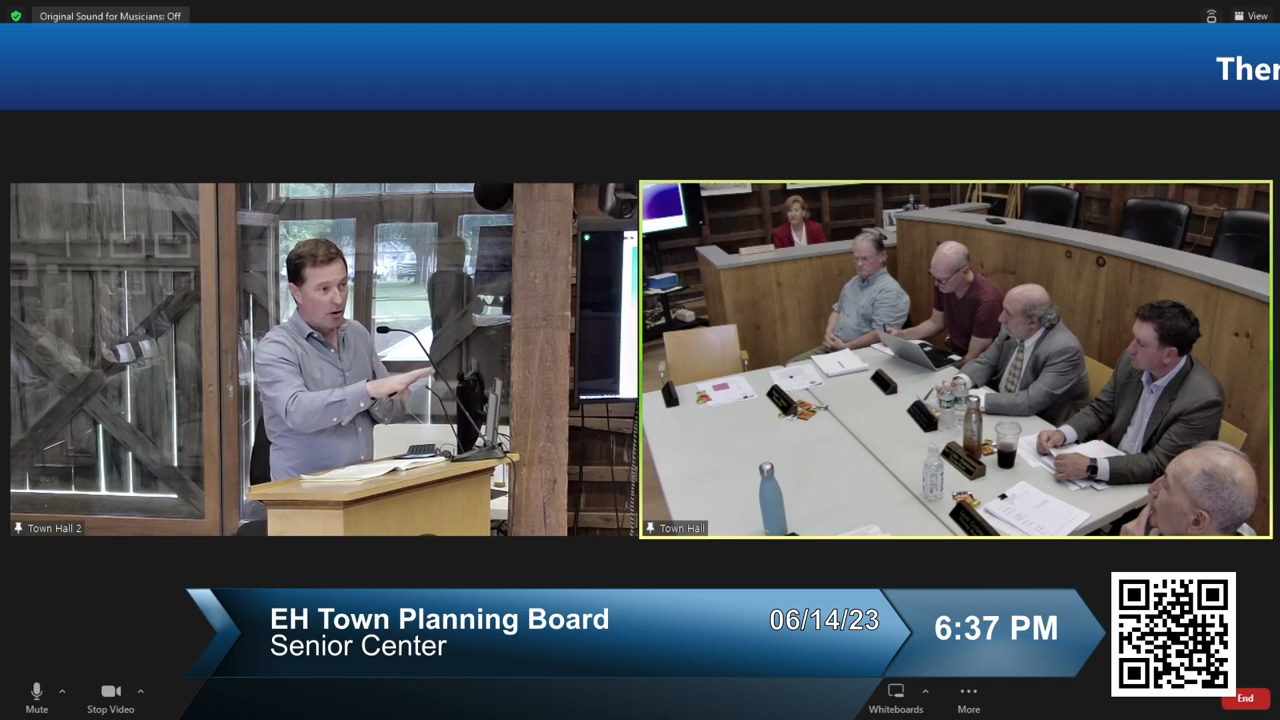 Original Sound for Musicians: Off
View
Ther
Town Hall 2
Town Hall
EH Town Planning Board
Senior Center
06/14/23
6:37 PM
Mute
Stop Video
Whiteboards
More
End